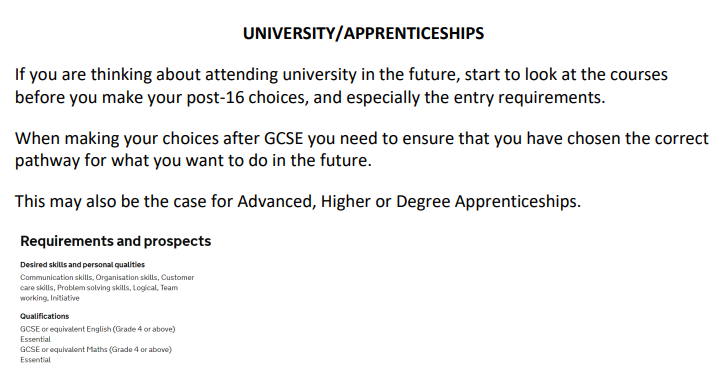 UNIVERSITY/APPRENTICESHIPS
If you are thinking about attending university in the future, start to look at the courses
before you make your post-16 choices, and especially the entry requirements.
When making your choices after GCSE you need to ensure that you have chosen the correct
pathway for what you want to do in the future.
This may also be the case for Advanced, Higher or Degree Apprenticeships.
Requirements and prospects
Desired skills and personal qualities
Communication skills, Organisation skills, Customer
care skills, Problem solving skills, Logical, Team
working, Initiative
Qualifications
GCSE or equivalent English (Grade 4 or above)
Essential
GCSE or equivalent Maths (Grade 4 or above)
Essential